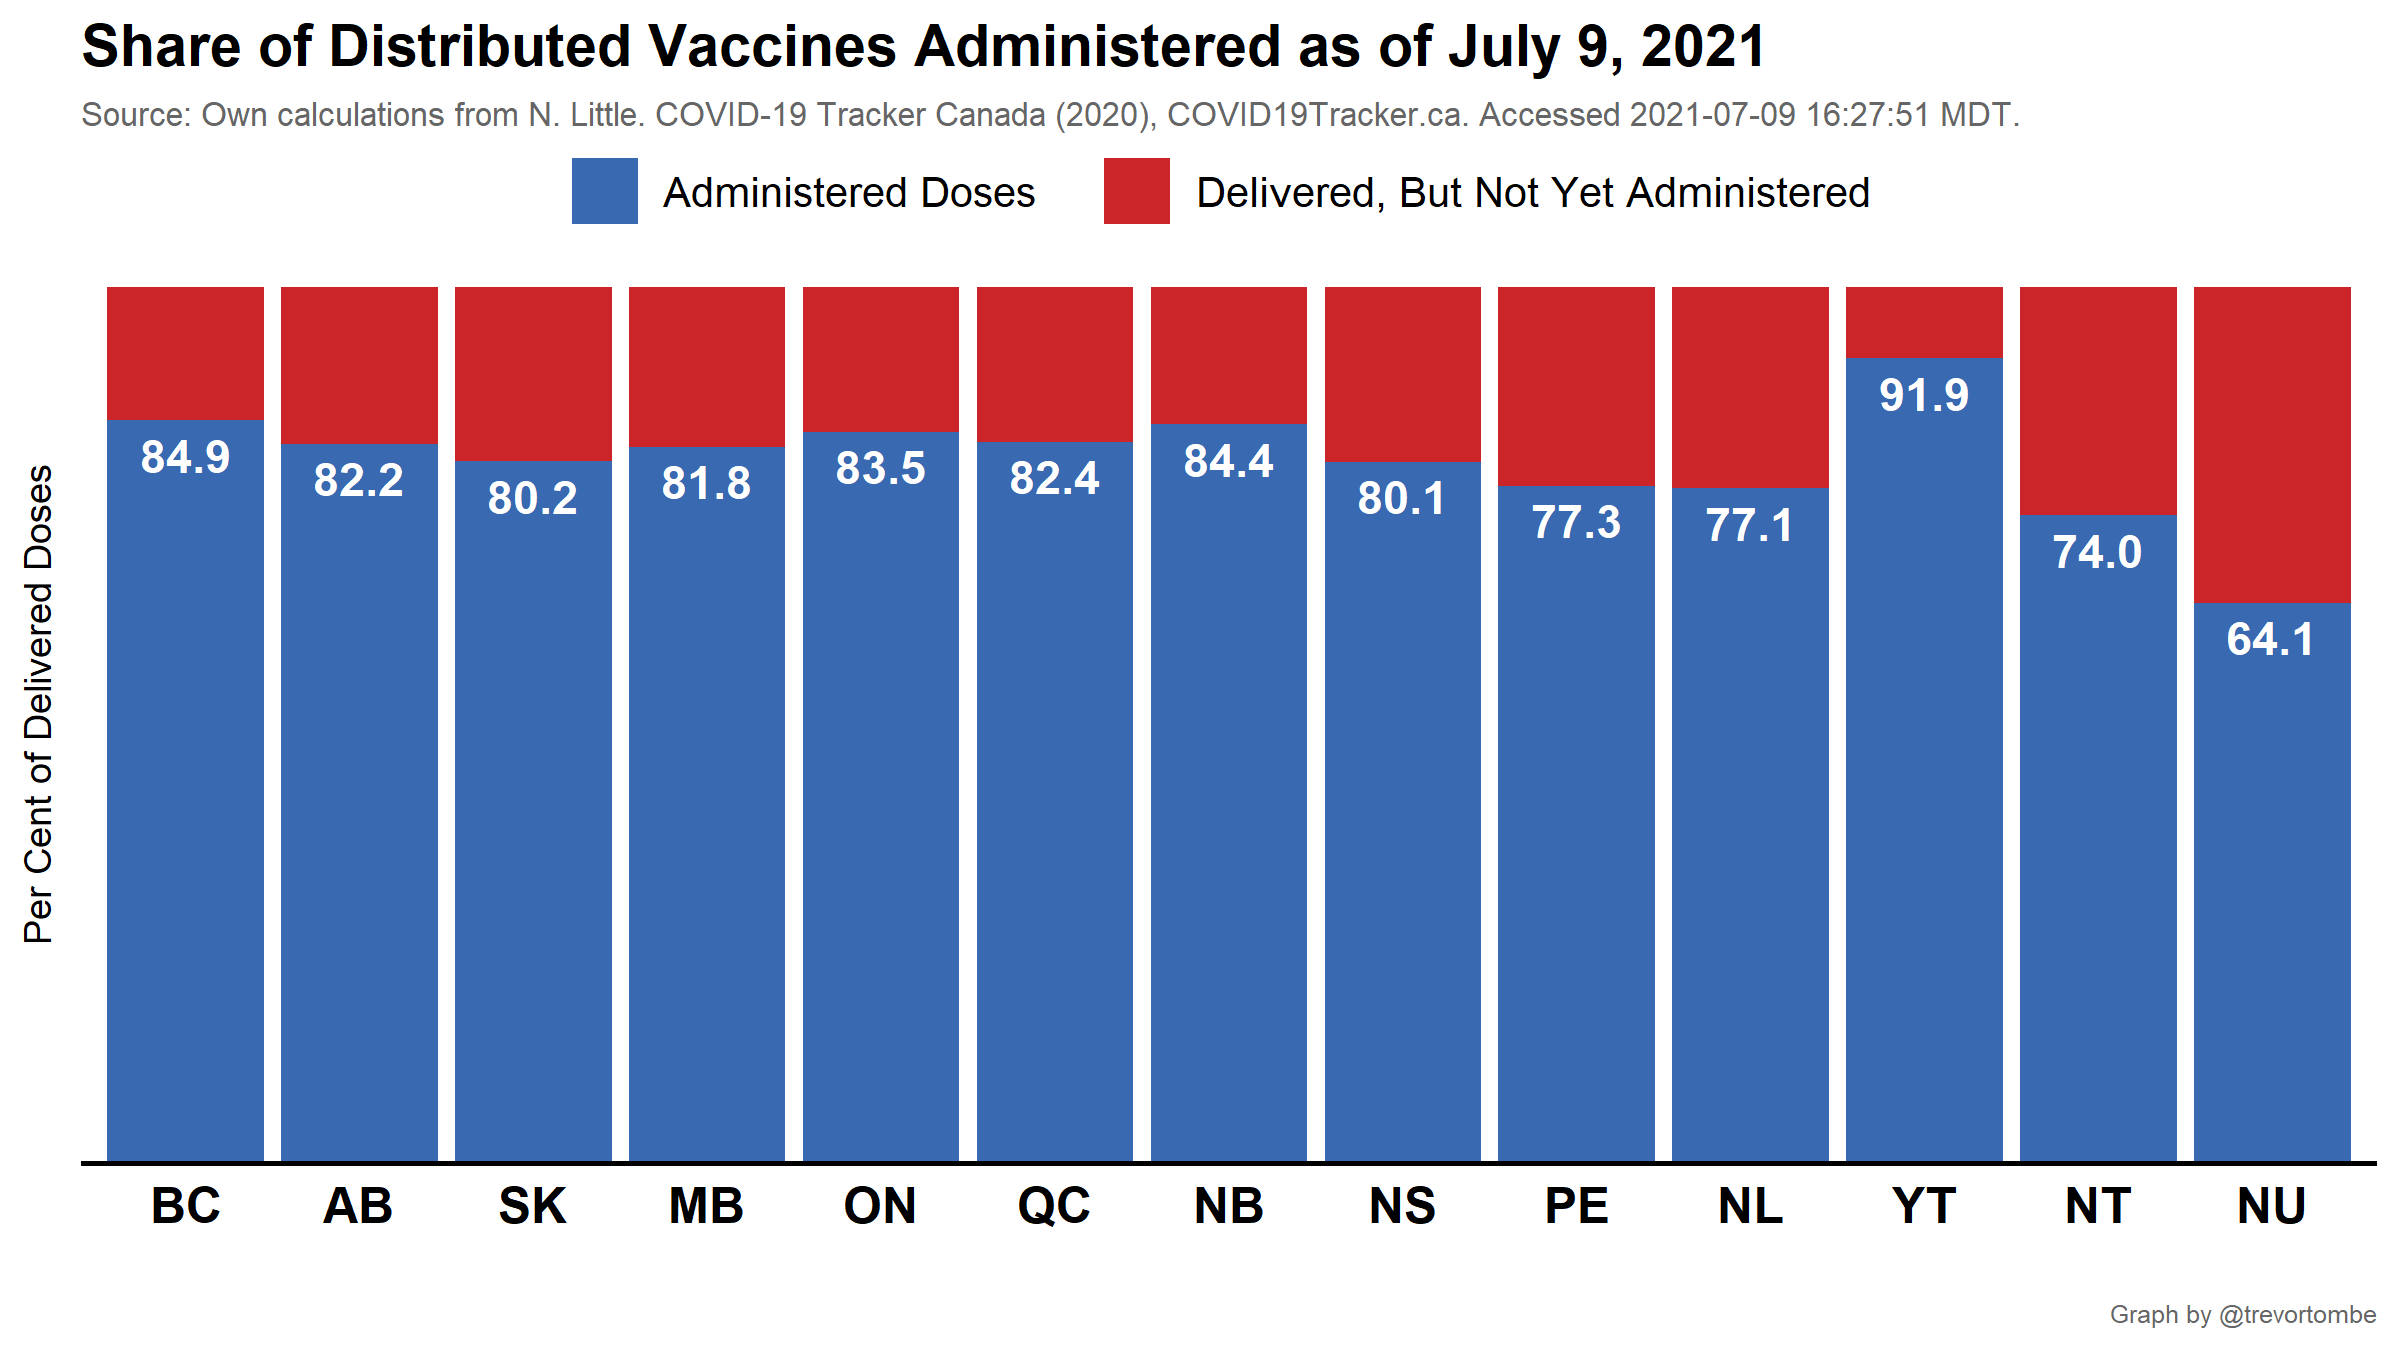 Share of Distributed Vaccines Administered as of July 9, 2021
Source: Own calculations from N. Little. COVID-19 Tracker Canada (2020), COVID19Tracker.ca. Accessed 2021-07-09 16:27:51 MDT.
Administered Doses Delivered, But Not Yet Administered
Per Cent of Delivered Doses
84.9 82.2 80.2 81.8 83.5 82.4 84.4 80.1 77.3 77.1 91.9 74.0 64.1
BC AB SK MB ON QC NB NS PE NL YT NT NU
Graph by @trevortombe